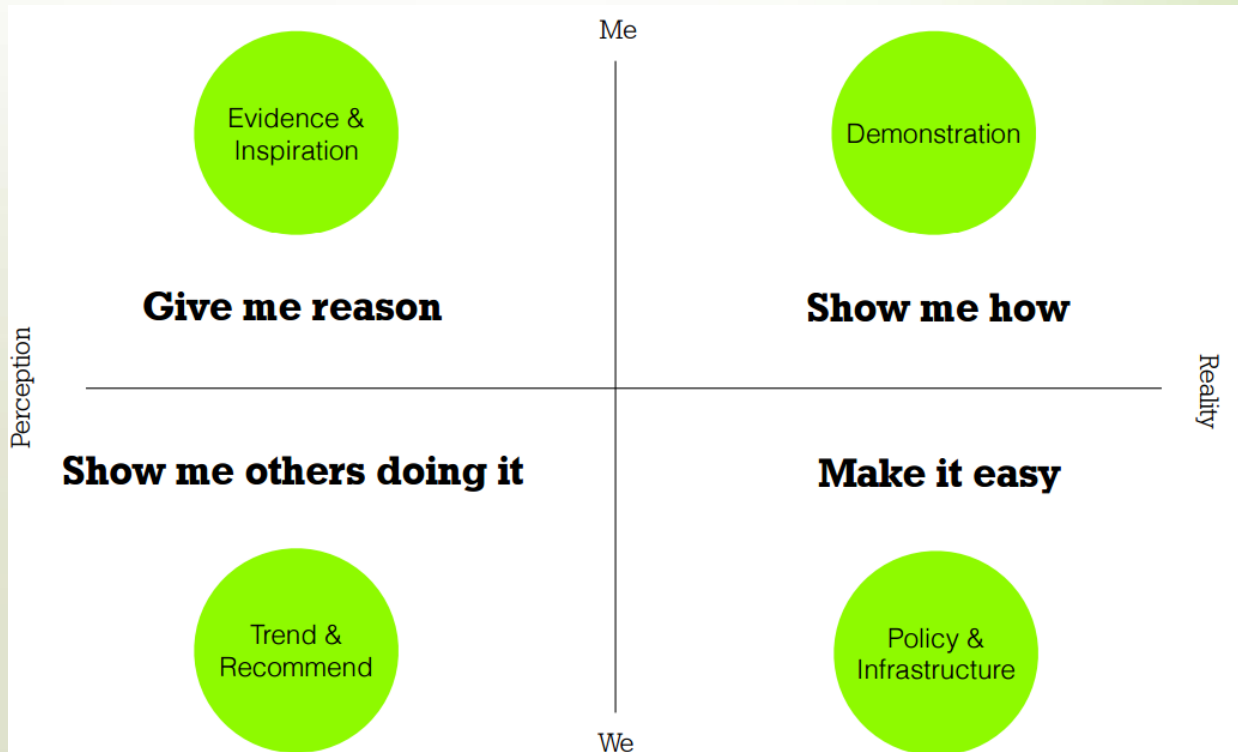 Me
Evidence &
Inspiration
Demonstration
Give me reason
Show me how
Perception
Reality
Show me others doing it
Make it easy
Trend &
Recommend
Policy &
Infrastructure
We